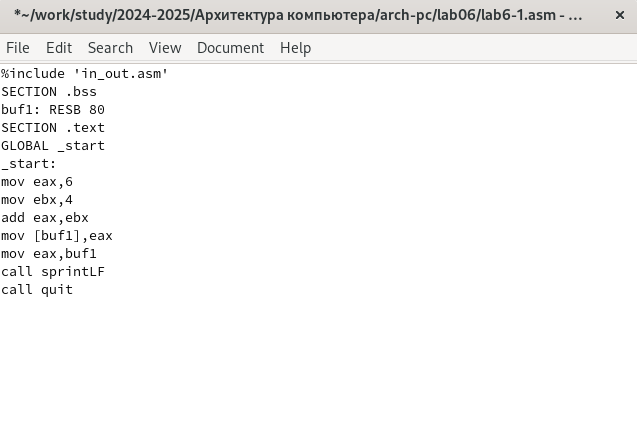 *~/work/study/2024-2025/Архитектура компьютера/arch-pc/lab06/lab6-1.asm - ...
File Edit Search View Document Help
%include 'in_out.asm'
SECTION .bss
buf1: RESB 80
SECTION .text
GLOBAL _start
_start:
mov eax,6
mov ebx,4
add eax,ebx
mov [buf1],eax
mov eax,buf1
call sprintLF
call quit